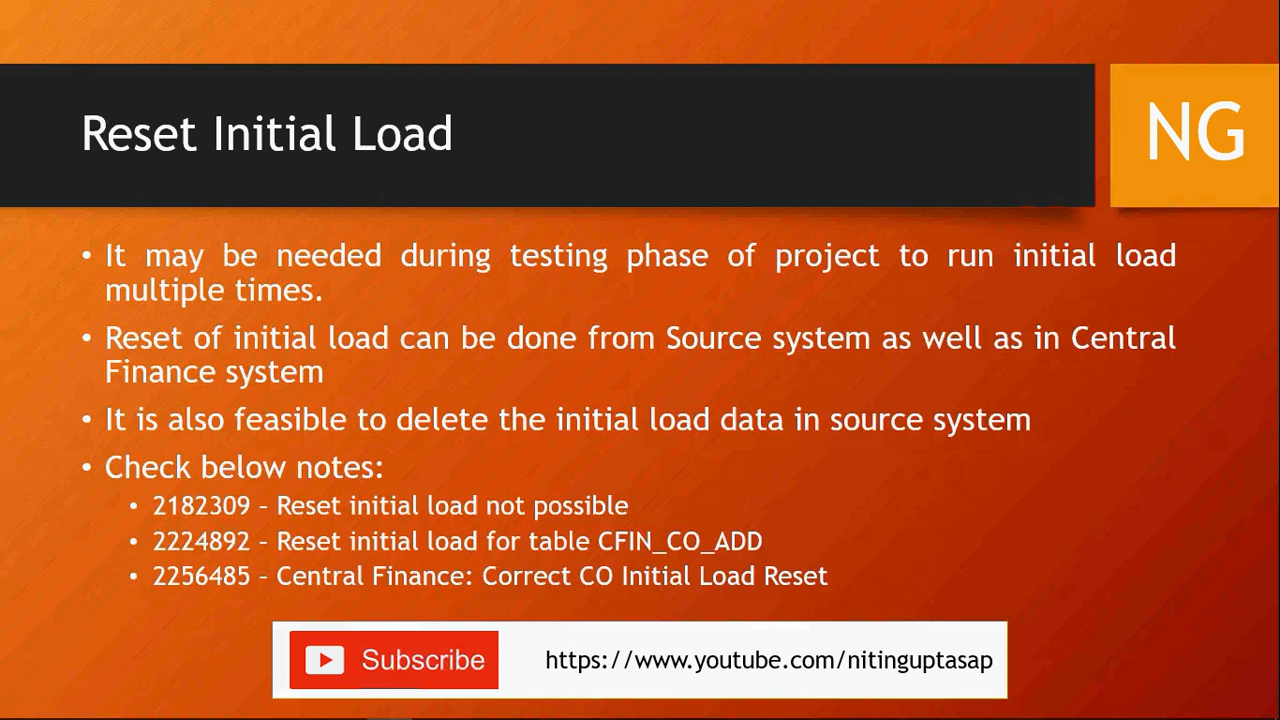 Reset Initial Load
NG
• It may be needed during testing phase of project to run initial load
multiple times.
• Reset of initial load can be done from Source system as well as in Central
Finance system
• It is also feasible to delete the initial load data in source system
• Check below notes:
• 2182309 – Reset initial load not possible
• 2224892 – Reset initial load for table CFIN_CO_ADD
• 2256485 – Central Finance: Correct CO Initial Load Reset
Subscribe https://www.youtube.com/nitinguptasap